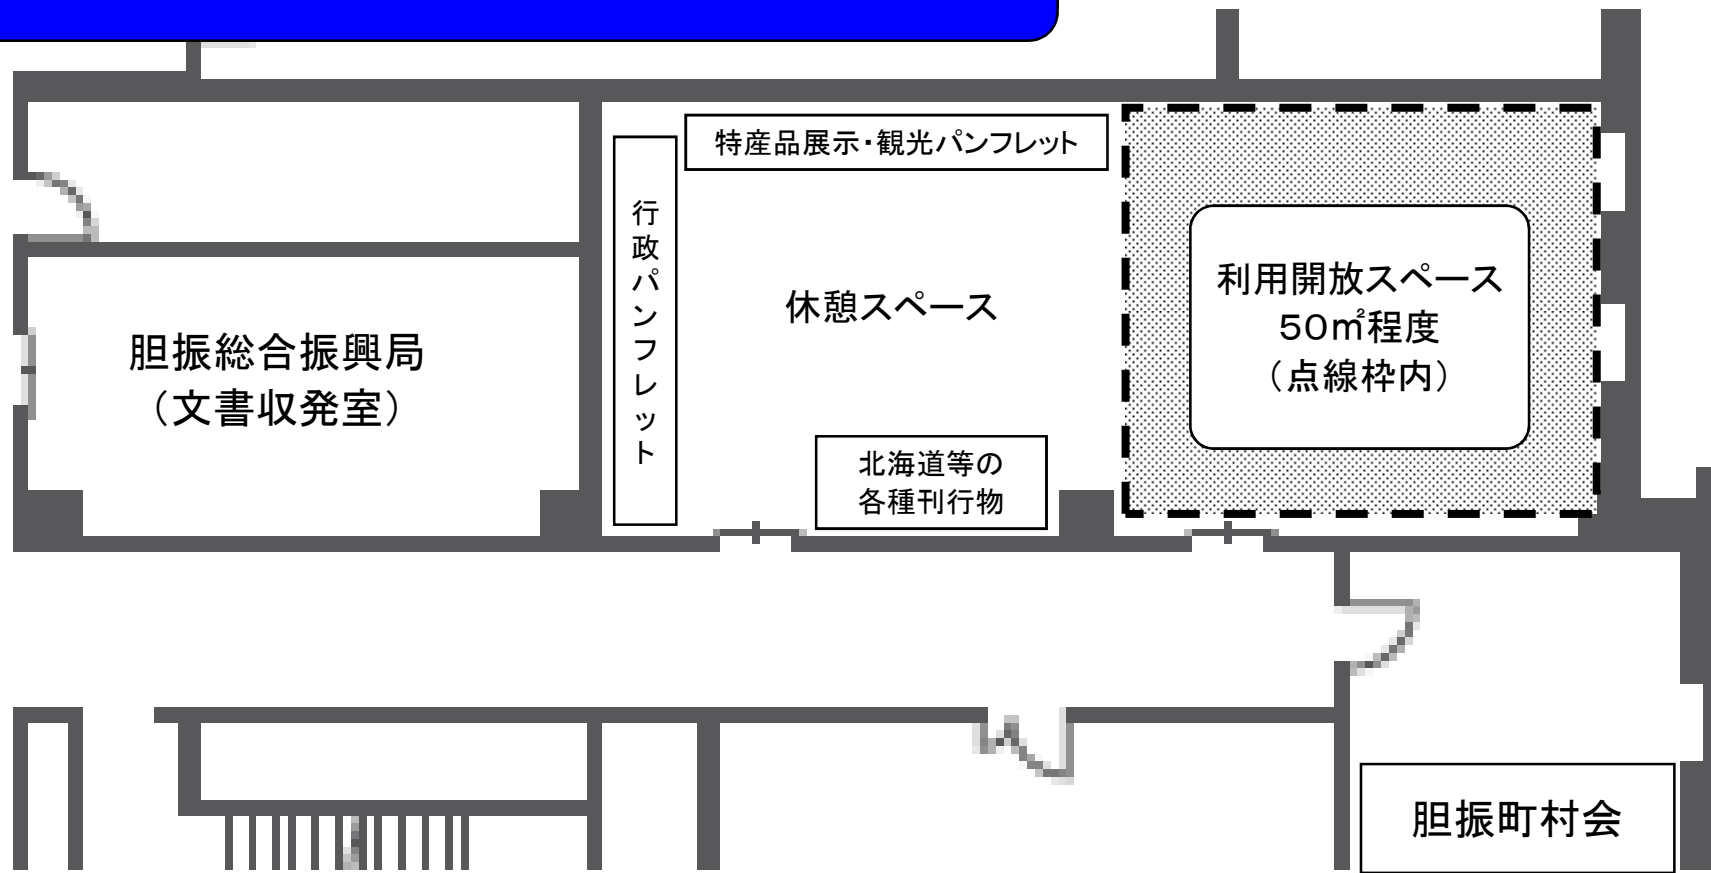 特産品展示・観光パンフレット
行政パンフレット
休憩スペース
利用開放スペース
50㎡程度
（点線枠内）
胆振総合振興局
（文書収発室）
北海道等の
各種刊行物
胆振町村会